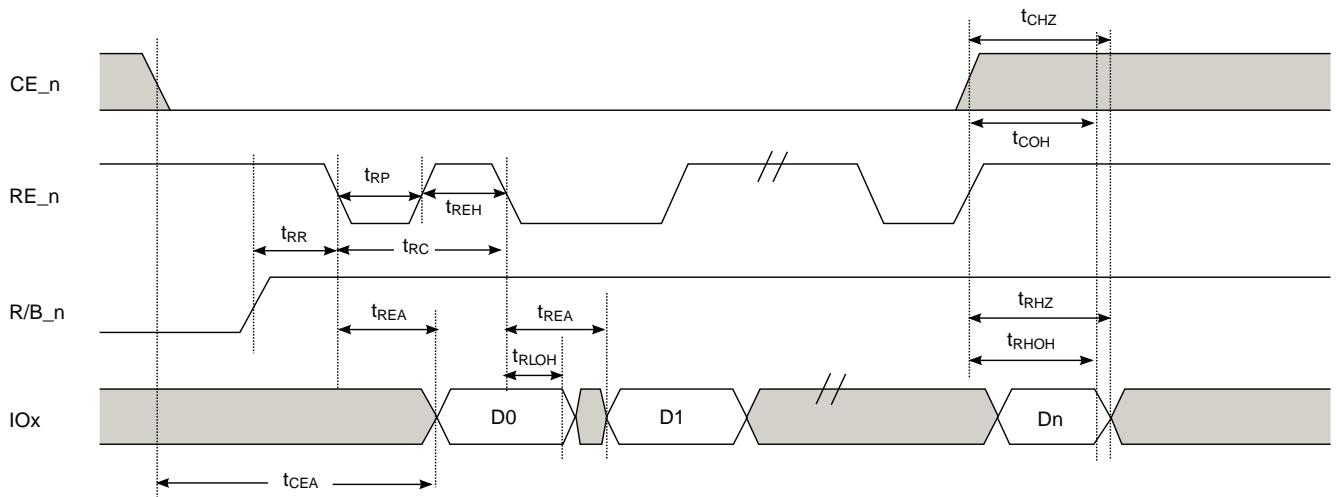 tCHZ
CE_n
tCOH
RE_n
tRP
tREH
tRR
tRC
R/B_n
tREA
tREA
tRHZ
tRLOH
tRHOH
IOx
D0
D1
Dn
tCEA